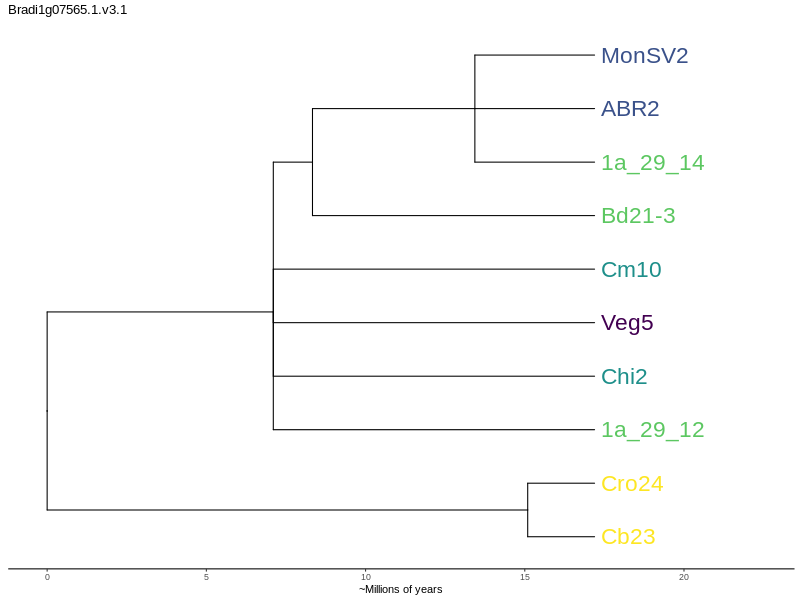 Bradi1g07565.1.v3.1
MonSV2
ABR2
1a_29_14
Bd21-3
Cm10
Veg5
Chi2
1a_29_12
Cro24
Cb23
0 5 10 15 20
~Millions of years